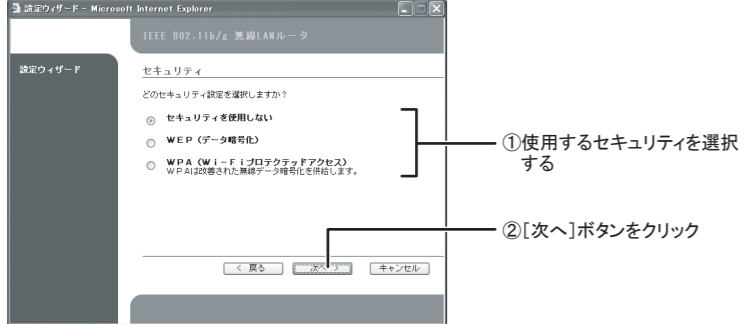 設定ウィザード - Microsoft Internet Explorer
IEEE 802.11b/g 無線LANルータ
設定ウィザード
セキュリティ
どのセキュリティ設定を選択しますか?
セキュリティを使用しない
WEP (データ暗号化)
WPA (Wi-Fiプロテクテッドアクセス)
WPAは改善された無線データ暗号化を供給します。
①使用するセキュリティを選択
する
②[次へ]ボタンをクリック
< 戻る
次へ >
キャンセル